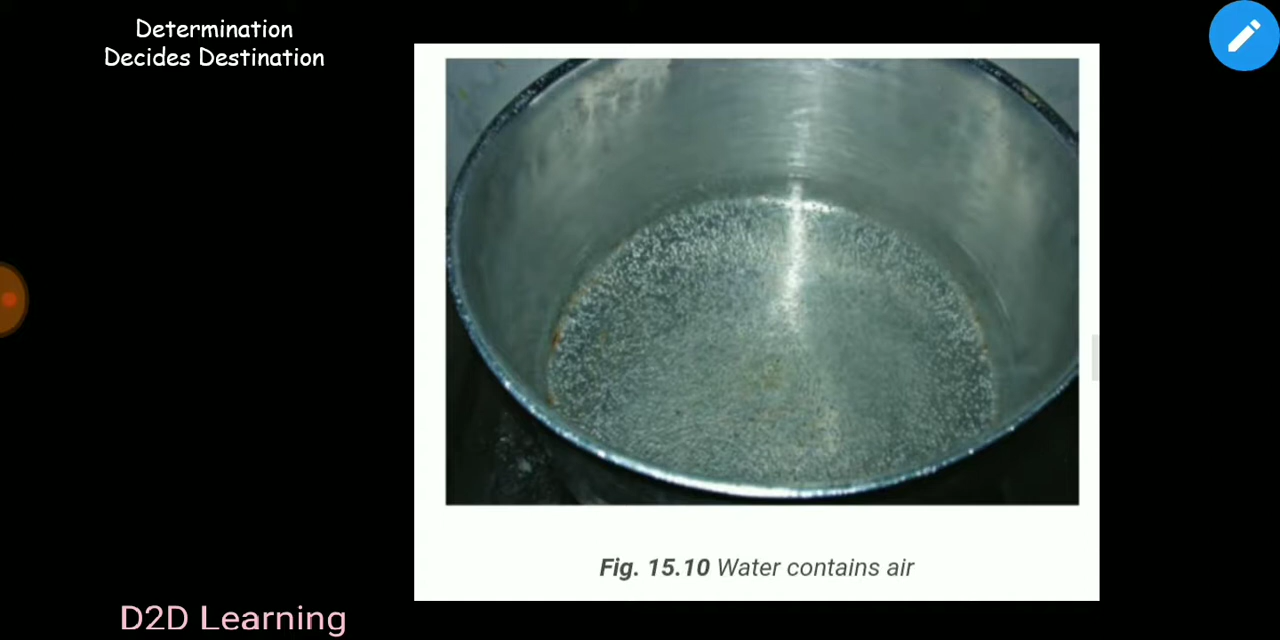 Determination
Decides Destination
Fig. 15.10 Water contains air
D2D Learning